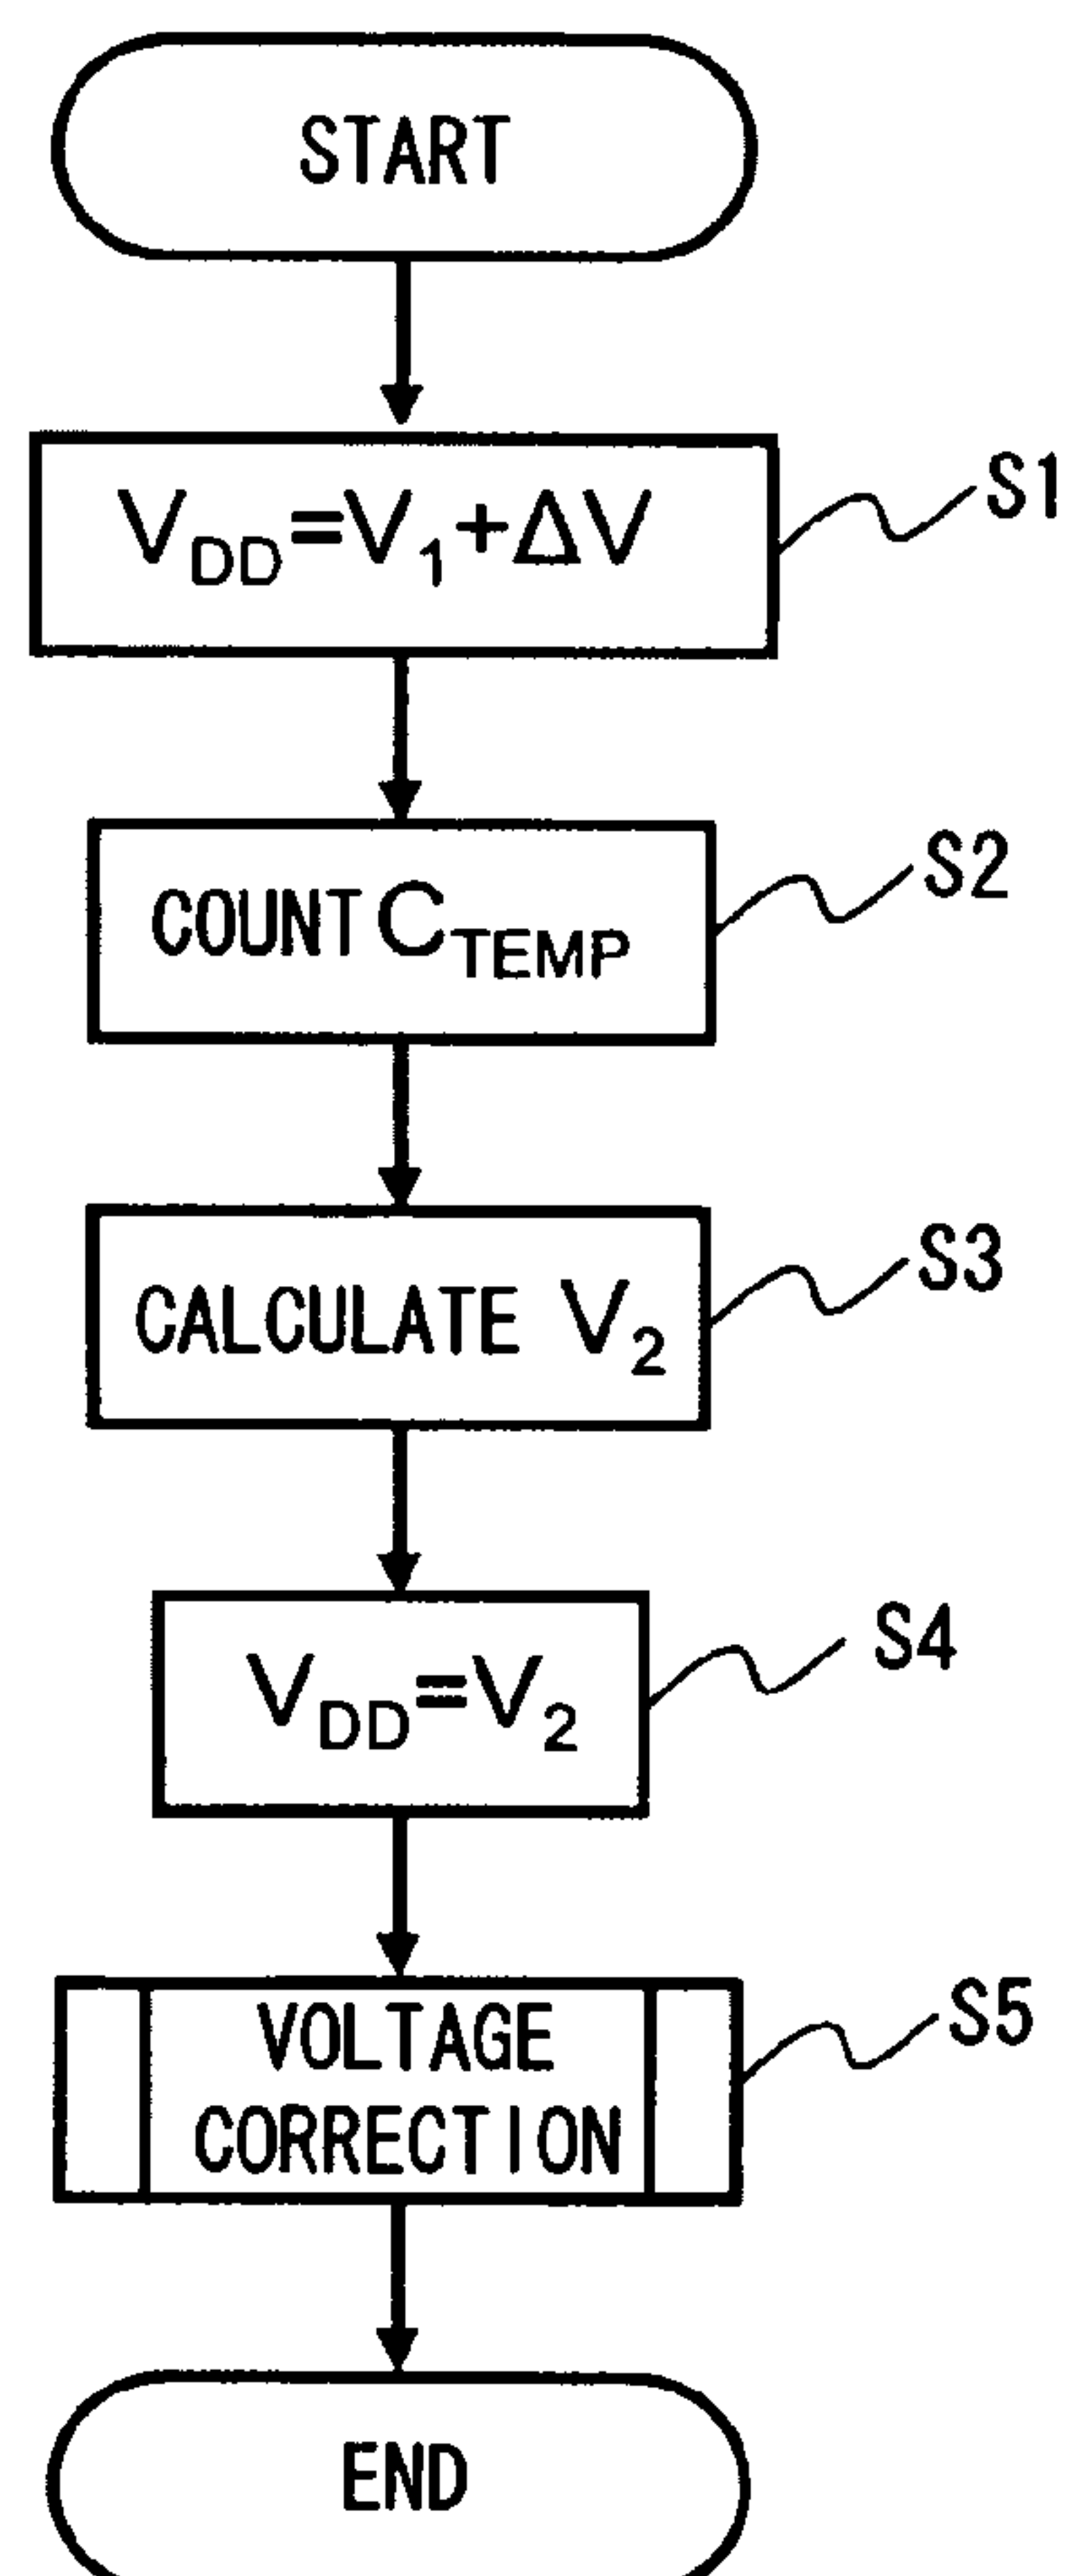 START
V_DD=V_1+ΔV
S1
COUNT C_TEMP
S2
CALCULATE V_2
S3
V_DD=V_2
S4
VOLTAGE
CORRECTION
S5
END